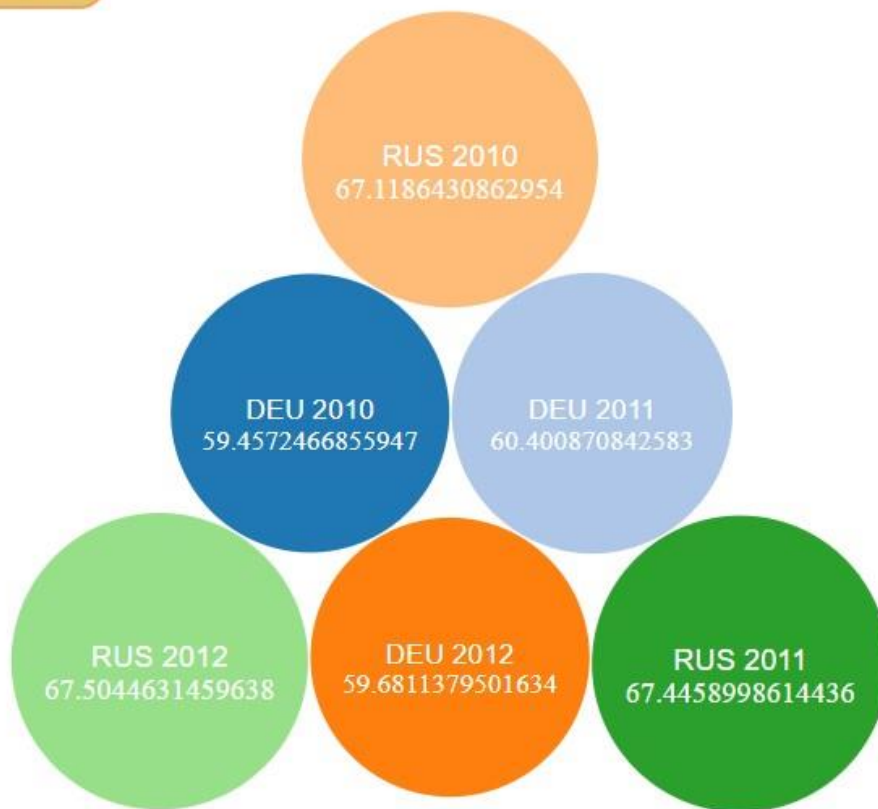 RUS 2010
67.1186430862954
DEU 2010
59.4572466855947
DEU 2011
60.400870842583
RUS 2012
67.5044631459638
DEU 2012
59.6811379501634
RUS 2011
67.4458998614436